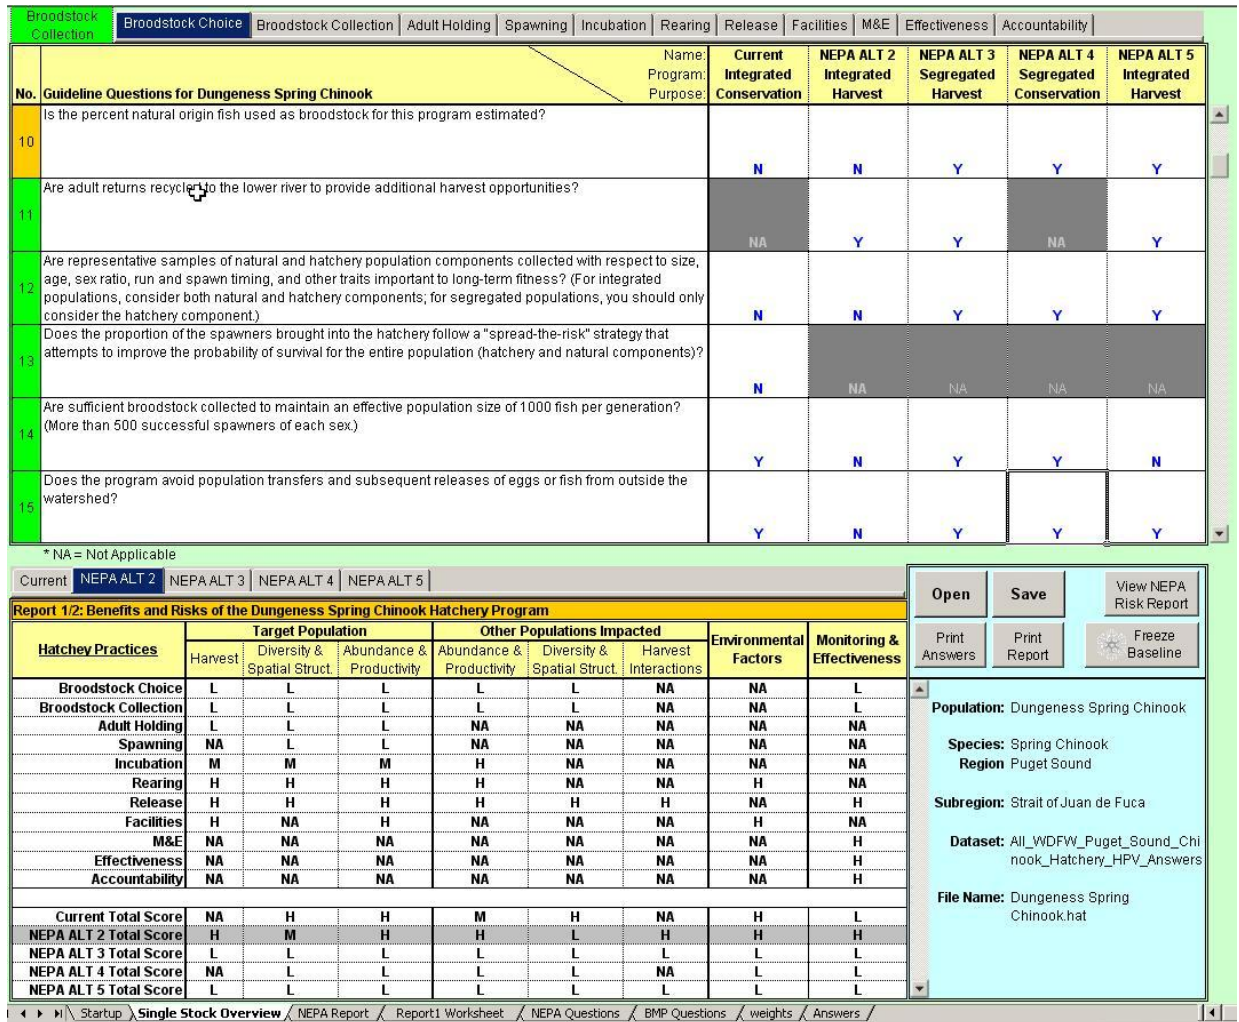 Broodstock Collection
Broodstock Choice Broodstock Collection Adult Holding Spawning Incubation Rearing Release Facilities M&E Effectiveness Accountability
Name: Current NEPA ALT 2 NEPA ALT 3 NEPA ALT 4 NEPA ALT 5
Program: Integrated Integrated Segregated Segregated Integrated
No. Guideline Questions for Dungeness Spring Chinook Purpose: Conservation Harvest Harvest Conservation Harvest
10 Is the percent natural origin fish used as broodstock for this program estimated?
N N Y Y Y
11 Are adult returns recycled to the lower river to provide additional harvest opportunities?
NA Y Y NA Y
12 Are representative samples of natural and hatchery population components collected with respect to size,
age, sex ratio, run and spawn timing, and other traits important to long-term fitness? (For integrated
populations, consider both natural and hatchery components; for segregated populations, you should only
consider the hatchery component.)
N N Y Y Y
13 Does the proportion of the spawners brought into the hatchery follow a "spread-the-risk" strategy that
attempts to improve the probability of survival for the entire population (hatchery and natural components)?
N NA NA NA NA
14 Are sufficient broodstock collected to maintain an effective population size of 1000 fish per generation?
(More than 500 successful spawners of each sex.)
Y N Y Y N
15 Does the program avoid population transfers and subsequent releases of eggs or fish from outside the
watershed?
Y N Y Y Y
* NA = Not Applicable
Current NEPA ALT 2 NEPA ALT 3 NEPA ALT 4 NEPA ALT 5
Report 1/2: Benefits and Risks of the Dungeness Spring Chinook Hatchery Program
Hatchey Practices Target Population Other Populations Impacted Environmental Factors Monitoring & Effectiveness
Harvest Diversity & Spatial Struct. Abundance & Productivity Abundance & Productivity Diversity & Spatial Struct. Harvest Interactions
Broodstock Choice L L L L L NA NA L
Broodstock Collection L L L L L NA NA L
Adult Holding L L L NA NA NA NA NA
Spawning NA L L NA NA NA NA NA
Incubation M M M H NA NA NA NA
Rearing H H H H NA NA H NA
Release H H H H H H NA H
Facilities H NA H NA NA NA H NA
M&E NA NA NA NA NA NA NA H
Effectiveness NA NA NA NA NA NA NA H
Accountability NA NA NA NA NA NA NA H
Current Total Score NA H H M H NA H L
NEPA ALT 2 Total Score H M H H L H H H
NEPA ALT 3 Total Score L L L L L L L L
NEPA ALT 4 Total Score NA L L L L NA L L
NEPA ALT 5 Total Score L L L L L L L L
Open Save View NEPA Risk Report
Print Answers Print Report Freeze Baseline
Population: Dungeness Spring Chinook
Species: Spring Chinook
Region Puget Sound
Subregion: Strait of Juan de Fuca
Dataset: All_WDFW_Puget_Sound_Chi
nook_Hatchery_HPV_Answers
File Name: Dungeness Spring
Chinook.hat
Startup Single Stock Overview NEPA Report Report1 Worksheet NEPA Questions BMP Questions weights Answers